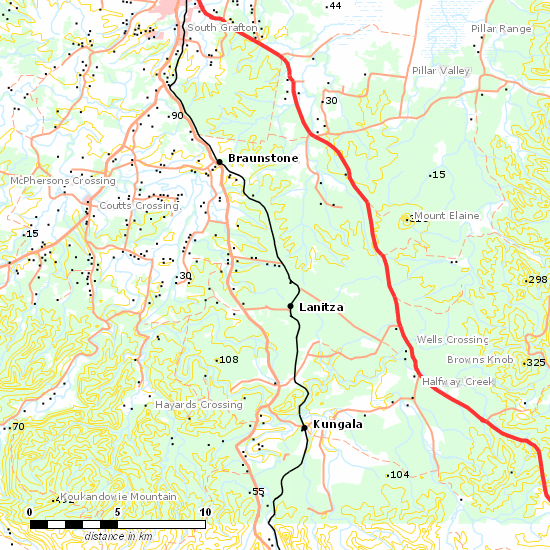 44
South Grafton
Pillar Range
Pillar Valley
30
90
Braunstone
15
McPhersons Crossing
Coutts Crossing
Mount Elaine
15
30
298
Lanitza
Wells Crossing
108
Browns Knob
325
Halfway Creek
Hayards Crossing
Kungala
70
104
55
Koukandowie Mountain
0 5 10
distance in km